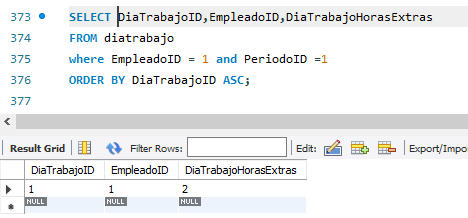 373 SELECT DiaTrabajoID,EmpleadoID,DiaTrabajoHorasExtras
374 FROM diatrabajo
375 where EmpleadoID = 1 and PeriodoID =1
376 ORDER BY DiaTrabajoID ASC;
377
Result Grid Filter Rows: Edit: Export/Impo
DiaTrabajoID EmpleadoID DiaTrabajoHorasExtras
1 1 2
NULL NULL NULL